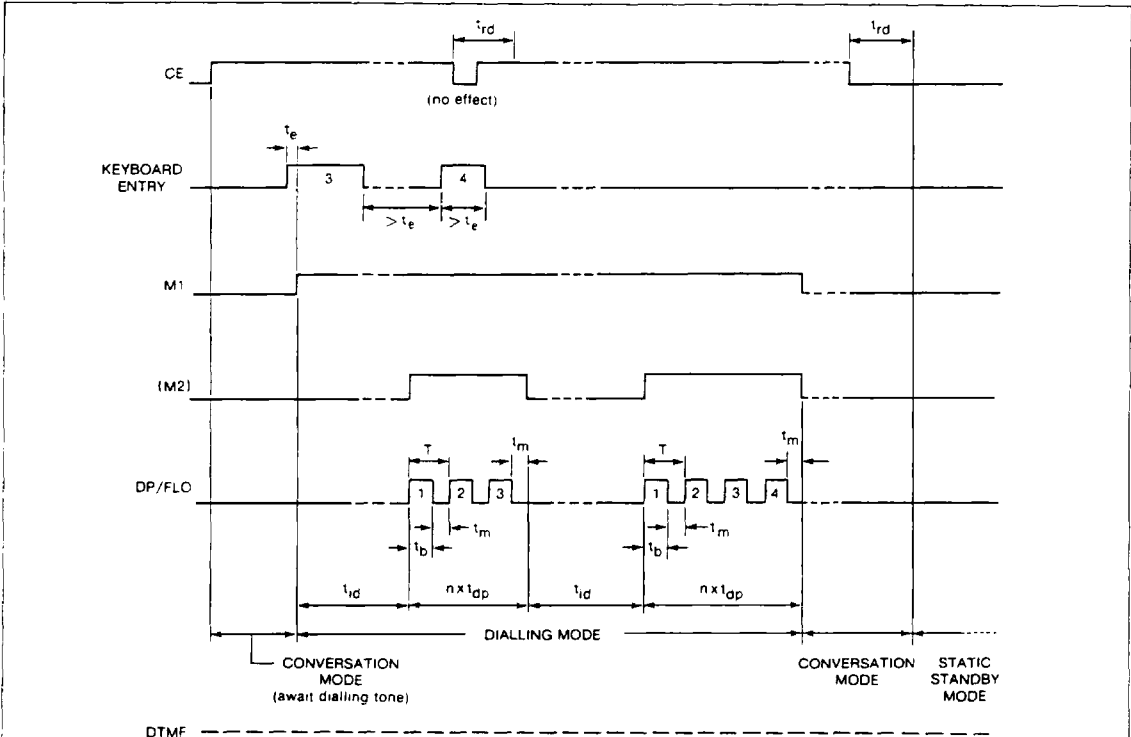 t_rd
t_rd
CE
(no effect)
t_e
KEYBOARD
ENTRY
3
4
> t_e
> t_e
M1
(M2)
T
t_m
T
t_m
DP/FLO
1
2
3
1
2
3
4
t_m
t_m
t_b
t_b
t_id
n x t_dp
t_id
n x t_dp
DIALLING MODE
CONVERSATION
MODE
(await dialling tone)
CONVERSATION
MODE
STATIC
STANDBY
MODE
DTMF